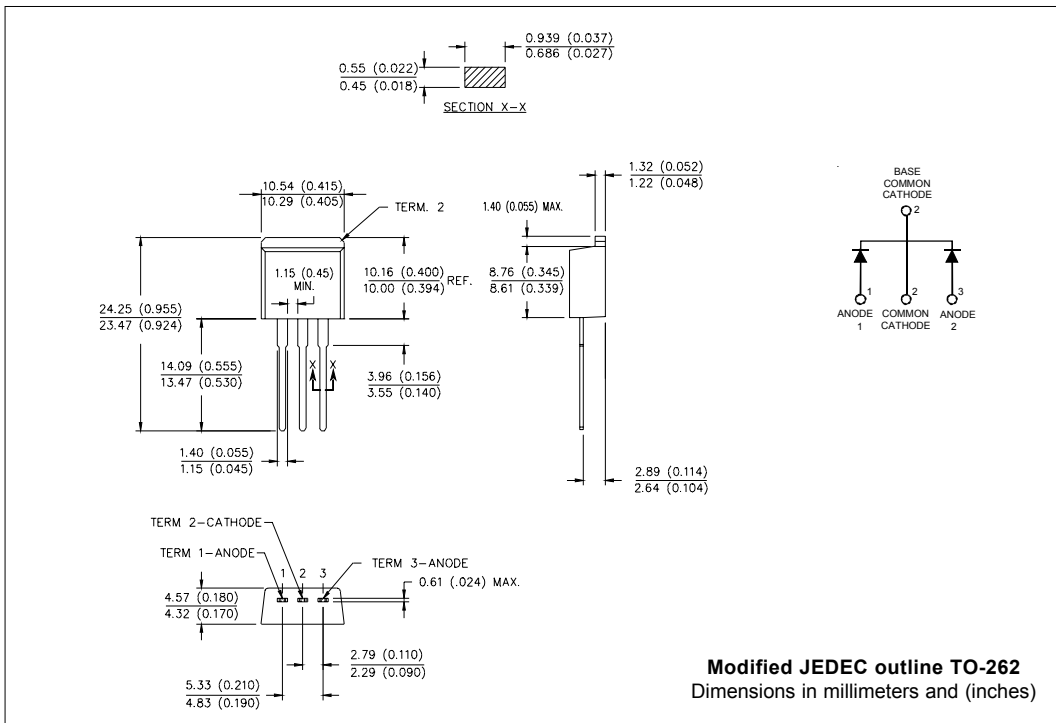 0.939 (0.037)
0.686 (0.027)
0.55 (0.022)
0.45 (0.018)
SECTION X-X
10.54 (0.415)
10.29 (0.405)
TERM. 2
1.15 (0.45)
MIN.
10.16 (0.400)
10.00 (0.394)
REF.
24.25 (0.955)
23.47 (0.924)
14.09 (0.555)
13.47 (0.530)
X X
3.96 (0.156)
3.55 (0.140)
1.40 (0.055)
1.15 (0.045)
1.32 (0.052)
1.22 (0.048)
1.40 (0.055) MAX.
8.76 (0.345)
8.61 (0.339)
2.89 (0.114)
2.64 (0.104)
BASE
COMMON
CATHODE
2
1 2 3
ANODE COMMON ANODE
1 CATHODE 2
TERM 2-CATHODE
TERM 1-ANODE
TERM 3-ANODE
1 2 3
0.61 (.024) MAX.
4.57 (0.180)
4.32 (0.170)
2.79 (0.110)
2.29 (0.090)
5.33 (0.210)
4.83 (0.190)
Modified JEDEC outline TO-262
Dimensions in millimeters and (inches)